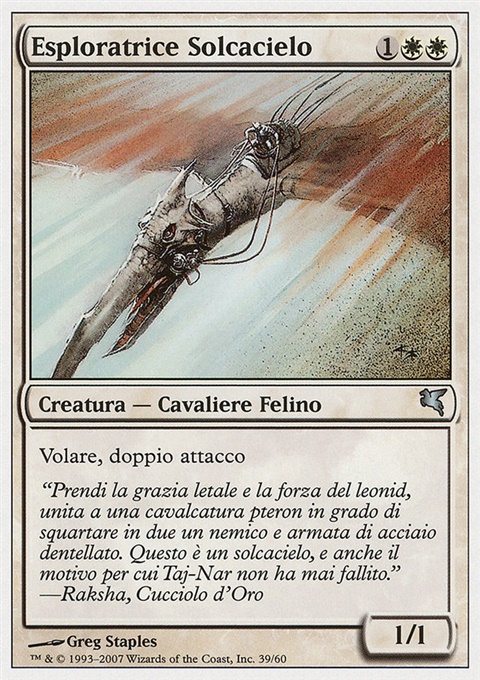 Esploratrice Solcacielo 1
Creatura — Cavaliere Felino
Volare, doppio attacco
“Prendi la grazia letale e la forza del leonid,
unita a una cavalcatura pteron in grado di
squartare in due un nemico e armata di acciaio
dentellato. Questo è un solcacielo, e anche il
motivo per cui Taj-Nar non ha mai fallito.”
—Raksha, Cucciolo d’Oro
Greg Staples
1/1
™ & © 1993–2007 Wizards of the Coast, Inc. 39/60